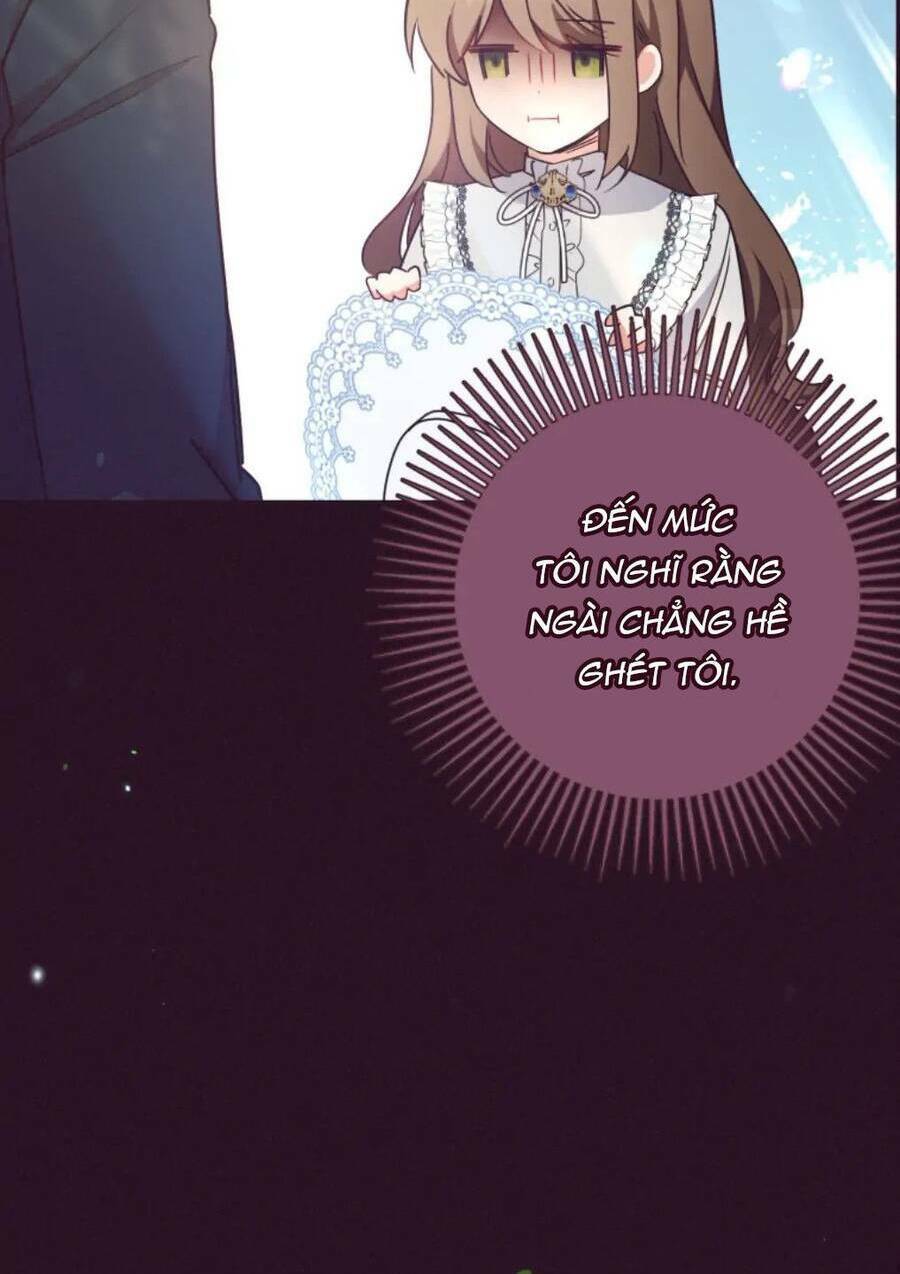 ĐẾN MỨC
TÔI NGHĨ RẰNG
NGÀI CHẲNG HỀ
GHÉT TÔI.